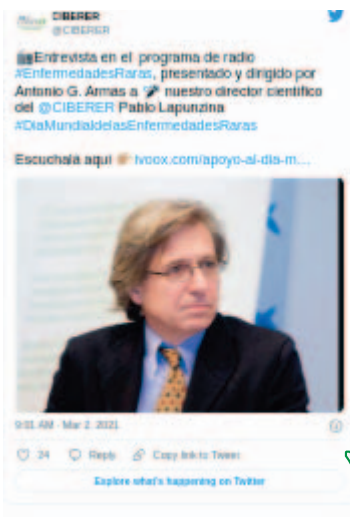 CIBERER
@CIBERER
Entrevista en el programa de radio
#EnfermedadesRaras, presentado y dirigido por
Antonio G. Armas a 🎤 nuestro director científico
del @CIBERER Pablo Lapunzina
#DíaMundialdelasEnfermedadesRaras
Escuchala aquí 👉 ivoox.com/apoyo-al-dia-m…
9:01 AM · Mar 2, 2021
24 Reply Copy link to Tweet
Explore what's happening on Twitter